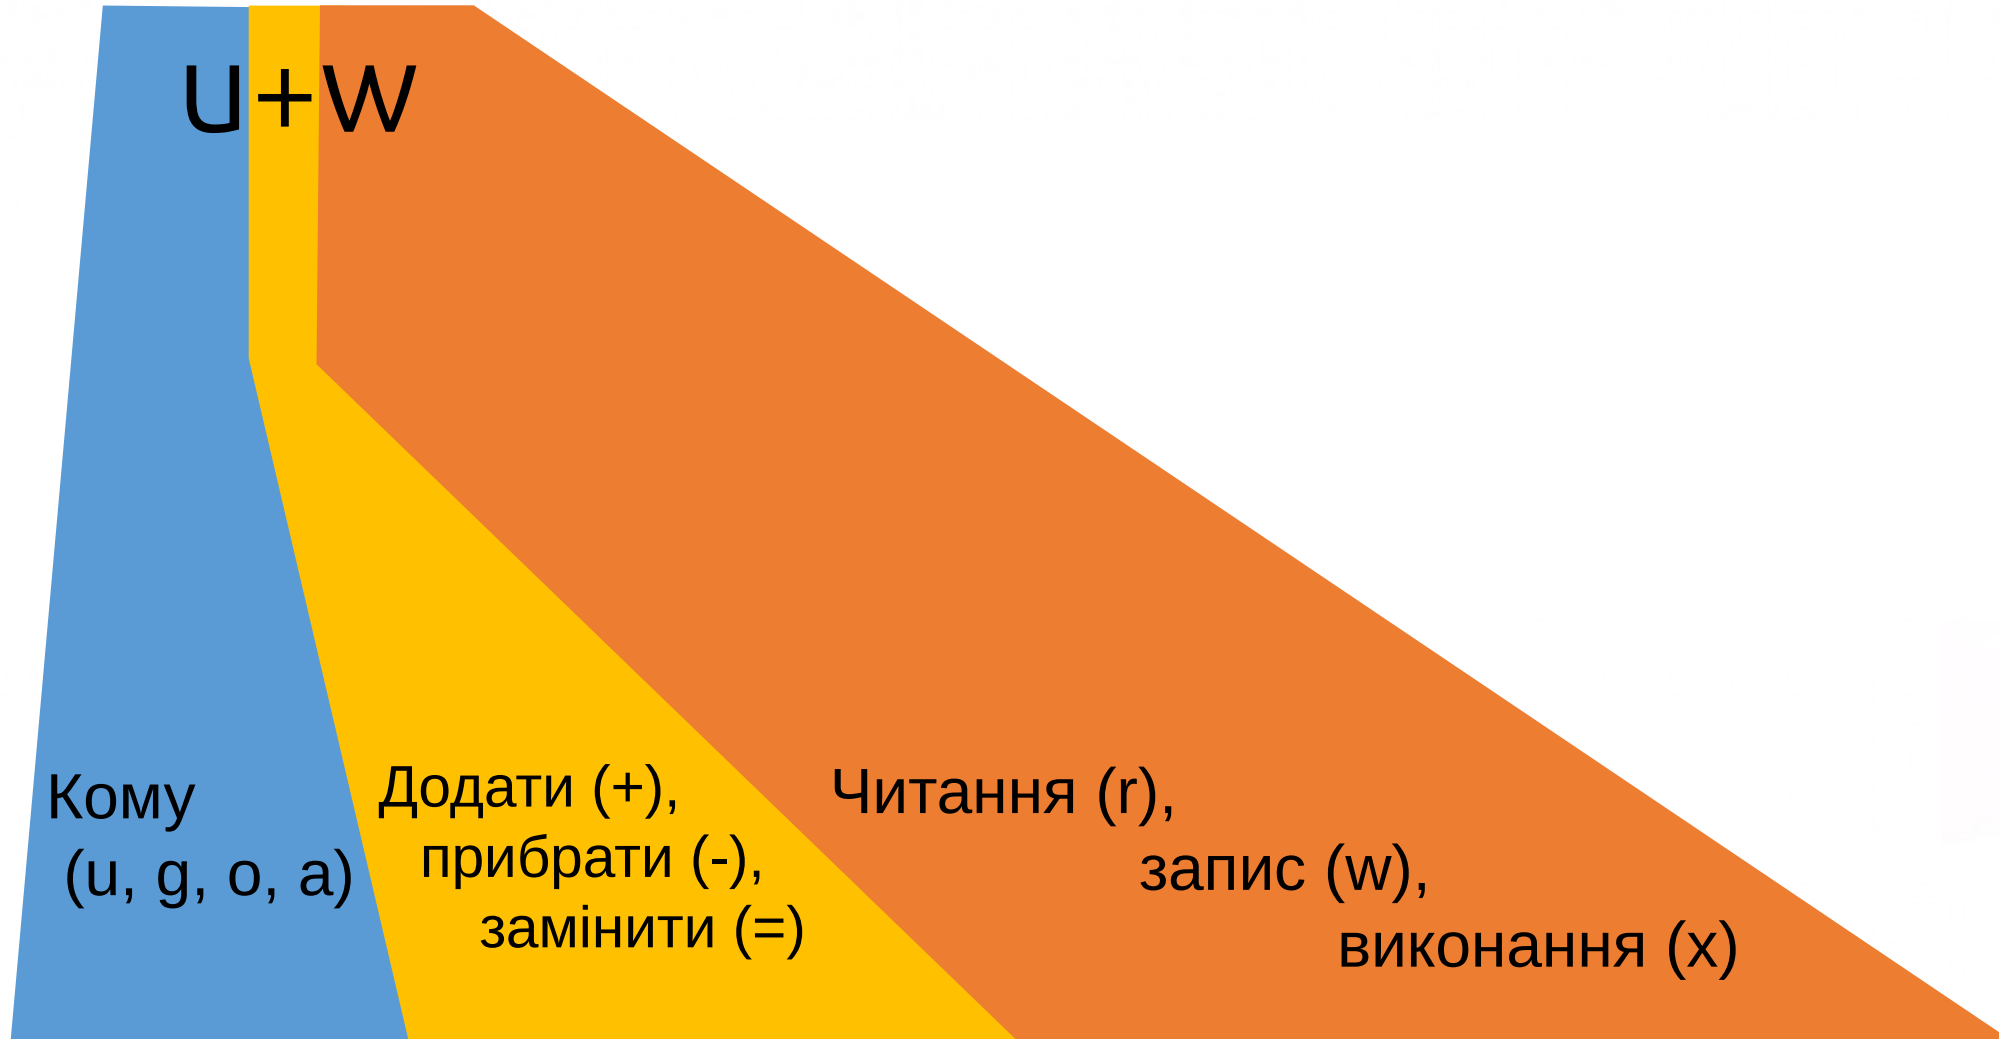 u+w
Кому
(u, g, o, a)
Додати (+),
прибрати (-),
замінити (=)
Читання (r),
запис (w),
виконання (x)